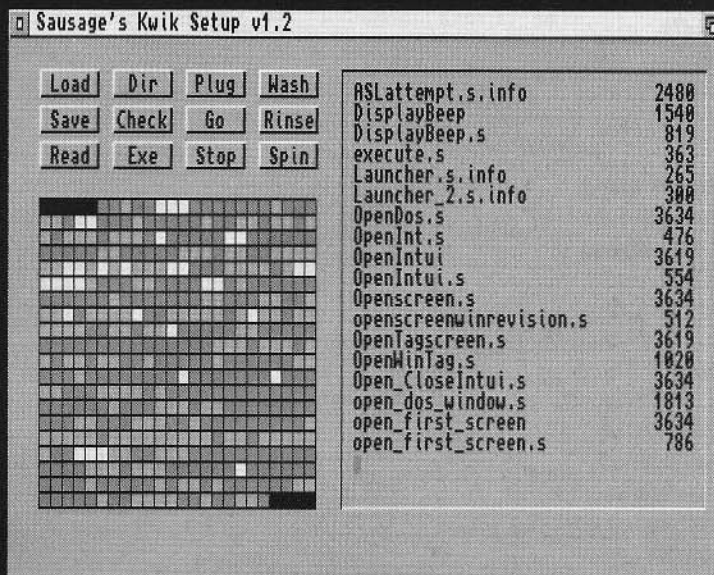 Sausage's Kwik Setup v1.2
Load Dir Plug Wash
Save Check Go Rinse
Read Exe Stop Spin
ASLattempt.s.info 2480
DisplayBeep 1540
DisplayBeep.s 819
execute.s 363
Launcher.s.info 265
Launcher_2.s.info 300
OpenDos.s 3634
OpenInt.s 476
OpenIntui 3619
OpenIntui.s 554
Openscreen.s 3634
openscreenwinrevision.s 512
OpenTagscreen.s 3619
OpenWinTag.s 1020
Open_CloseIntui.s 3634
open_dos_window.s 1813
open_first_screen 3634
open_first_screen.s 786